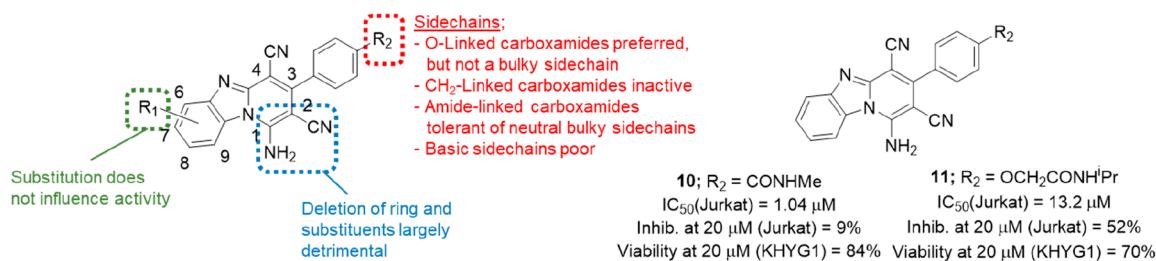 Sidechains;
- O-Linked carboxamides preferred,
but not a bulky sidechain
- CH₂-Linked carboxamides inactive
- Amide-linked carboxamides
tolerant of neutral bulky sidechains
- Basic sidechains poor
R₂
CN
4
3
N
6
R₁
2
N
CN
7
1
8
9
NH₂
Substitution does
not influence activity
Deletion of ring and
substituents largely
detrimental
R₂
CN
N
N
CN
NH₂
10; R₂ = CONHMe
IC₅₀(Jurkat) = 1.04 μM
Inhib. at 20 μM (Jurkat) = 9%
Viability at 20 μM (KHYG1) = 84%
11; R₂ = OCH₂CONHⁱPr
IC₅₀(Jurkat) = 13.2 μM
Inhib. at 20 μM (Jurkat) = 52%
Viability at 20 μM (KHYG1) = 70%